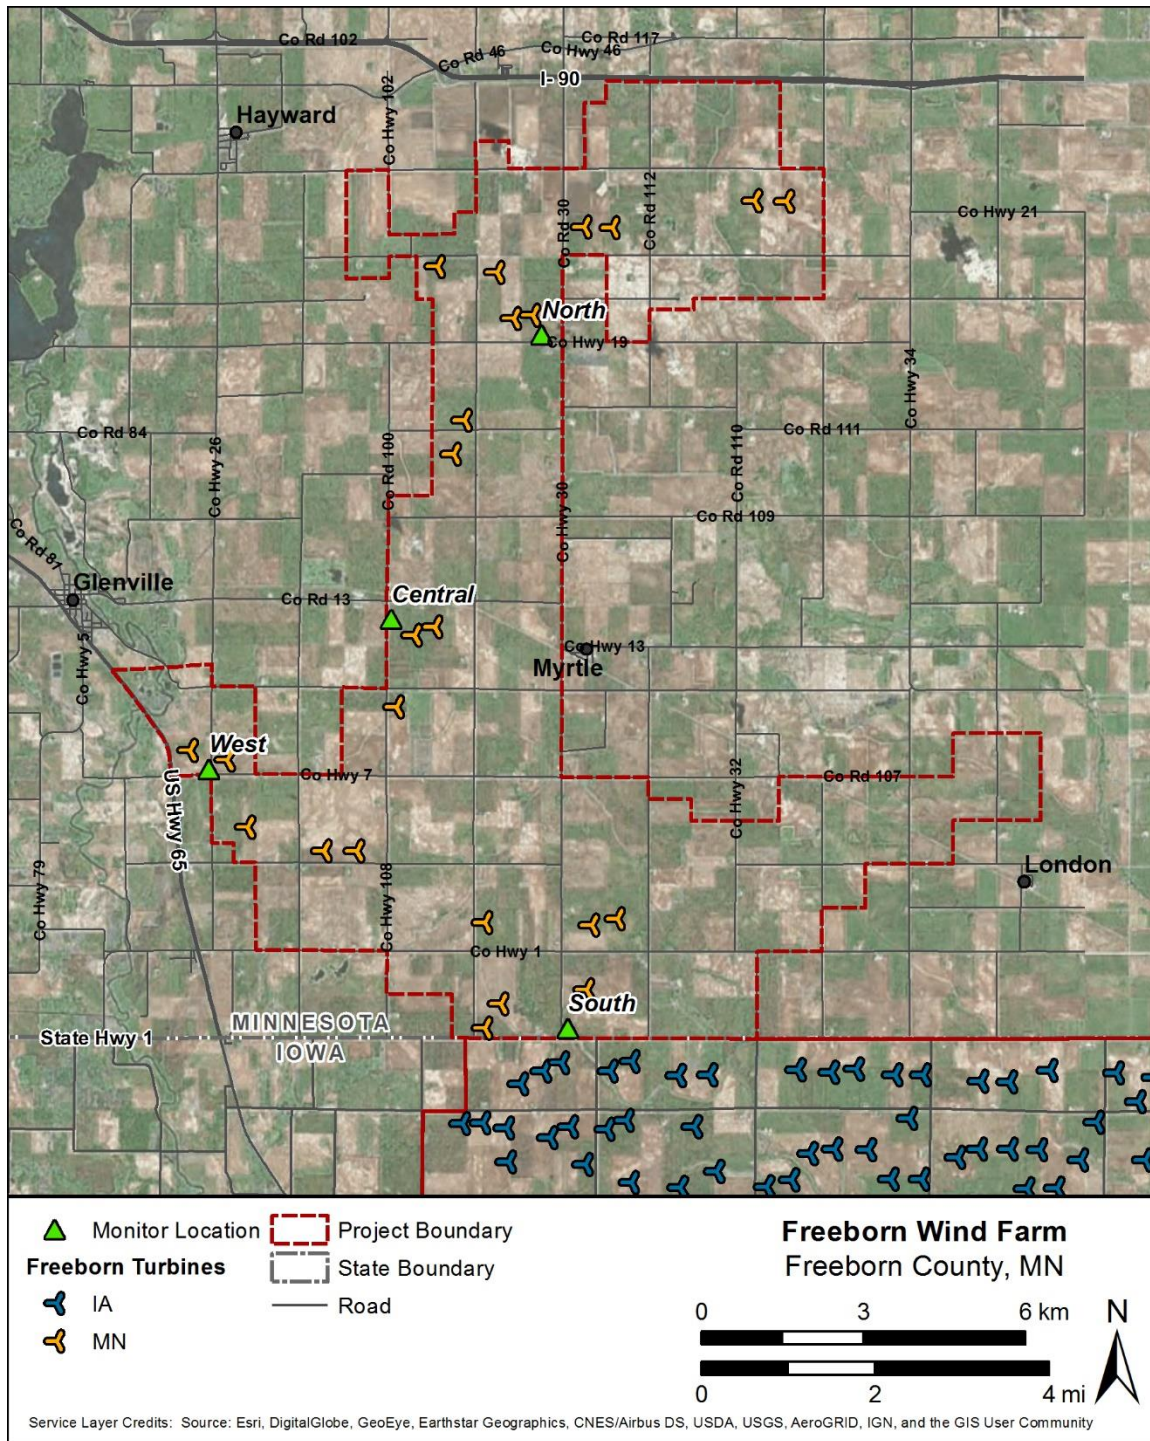 Co Rd 102
Co Rd 117
Co Hwy 46
Co Rd 46
I- 90
Hayward
Co Hwy 102
Co Rd 112
Co Rd 30
Co Hwy 21
North
Co Hwy 19
Co Hwy 34
Co Rd 84
Co Hwy 26
Co Rd 100
Co Rd 111
Co Rd 110
Co Hwy 30
Co Rd 109
Co Rd 81
Glenville
Co Rd 13
Central
Co Hwy 5
Co Hwy 13
Myrtle
West
Co Hwy 7
US Hwy 65
Co Hwy 32
Co Rd 107
London
Co Hwy 79
Co Hwy 108
Co Hwy 1
South
State Hwy 1
MINNESOTA
IOWA
Monitor Location
Project Boundary
Freeborn Turbines
State Boundary
IA
Road
MN
Freeborn Wind Farm
Freeborn County, MN
0 3 6 km
0 2 4 mi
N
Service Layer Credits: Source: Esri, DigitalGlobe, GeoEye, Earthstar Geographics, CNES/Airbus DS, USDA, USGS, AeroGRID, IGN, and the GIS User Community